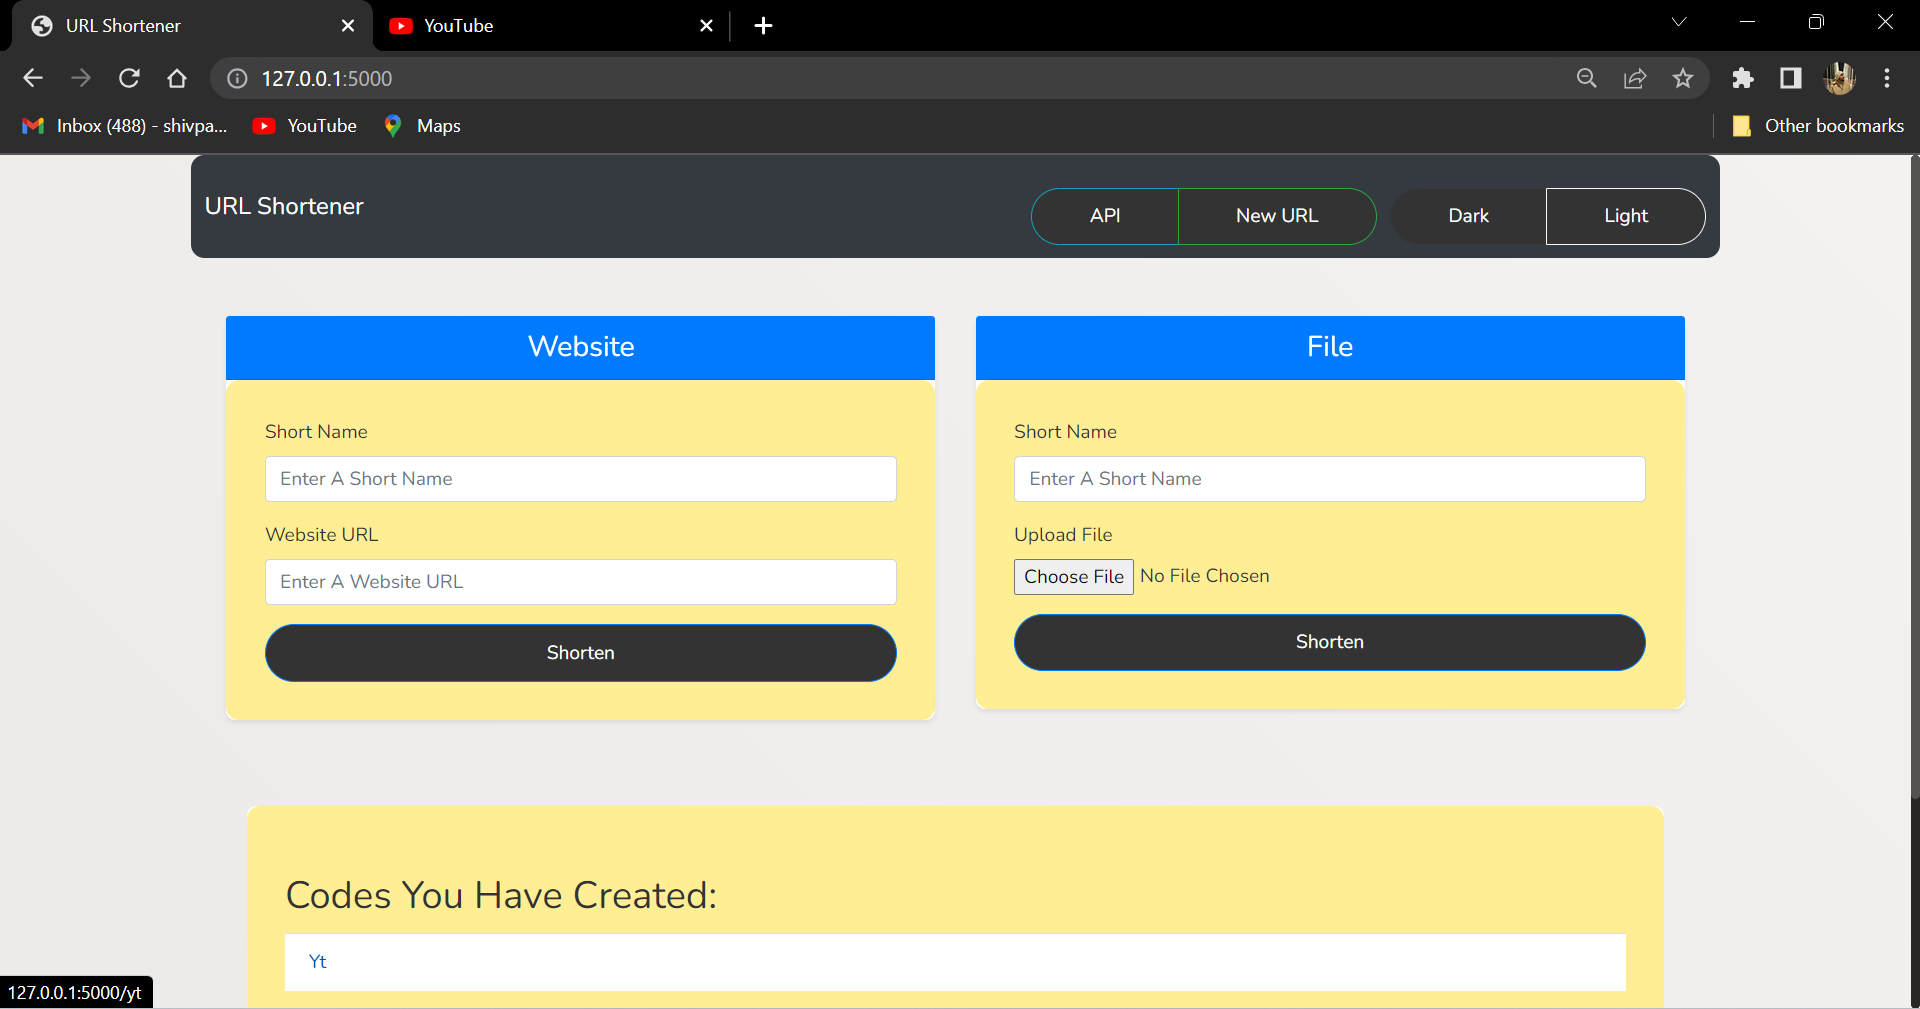 URL Shortener
YouTube
127.0.0.1:5000
Inbox (488) - shivpa...
YouTube
Maps
Other bookmarks
URL Shortener
API
New URL
Dark
Light
Website
Short Name
Enter A Short Name
Website URL
Enter A Website URL
Shorten
File
Short Name
Enter A Short Name
Upload File
Choose File No File Chosen
Shorten
Codes You Have Created:
Yt
127.0.0.1:5000/yt